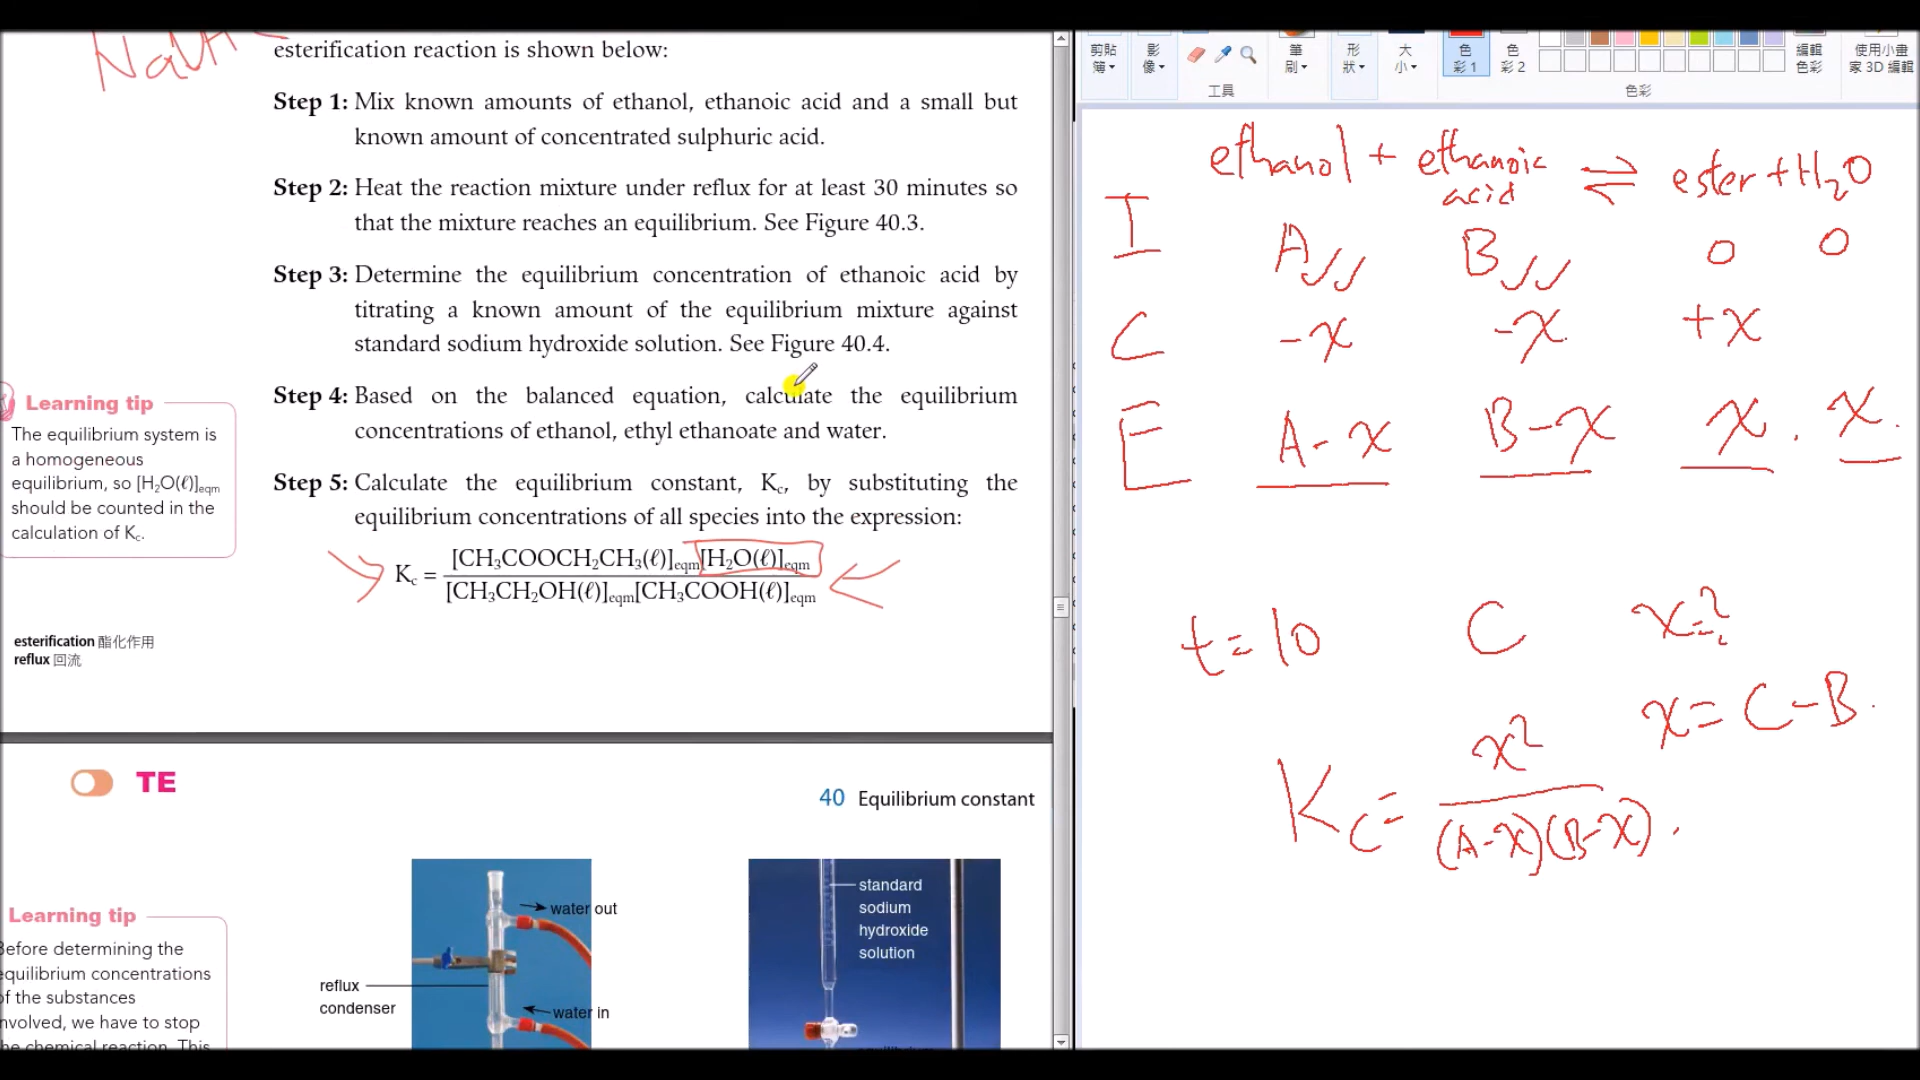 esterification reaction is shown below:
Step 1: Mix known amounts of ethanol, ethanoic acid and a small but
known amount of concentrated sulphuric acid.
Step 2: Heat the reaction mixture under reflux for at least 30 minutes so
that the mixture reaches an equilibrium. See Figure 40.3.
Step 3: Determine the equilibrium concentration of ethanoic acid by
titrating a known amount of the equilibrium mixture against
standard sodium hydroxide solution. See Figure 40.4.
Step 4: Based on the balanced equation, calculate the equilibrium
concentrations of ethanol, ethyl ethanoate and water.
Step 5: Calculate the equilibrium constant, Kc, by substituting the
equilibrium concentrations of all species into the expression:
Kc = [CH₃COOCH₂CH₃(ℓ)]eqm[H₂O(ℓ)]eqm
[CH₃CH₂OH(ℓ)]eqm[CH₃COOH(ℓ)]eqm
Learning tip
The equilibrium system is
a homogeneous
equilibrium, so [H₂O(ℓ)]eqm
should be counted in the
calculation of Kc.
esterification 酯化作用
reflux 回流
TE
40 Equilibrium constant
Learning tip
Before determining the
equilibrium concentrations
of the substances
involved, we have to stop
the chemical reaction. This
water out
reflux
condenser
water in
standard
sodium
hydroxide
solution
剪貼
簿
影
像
工具
筆
刷
形
狀
大
小
色
彩 1
色
彩 2
編輯
色彩
使用小畫
家 3D 編輯
色彩
ethanol + ethanoic acid ⇌ ester + H₂O
I A B 0 0
C -x -x +x
E A-x B-x x. x.
t=10 C x=?
x=C-B.
Kc = x²
(A-x)(B-x).